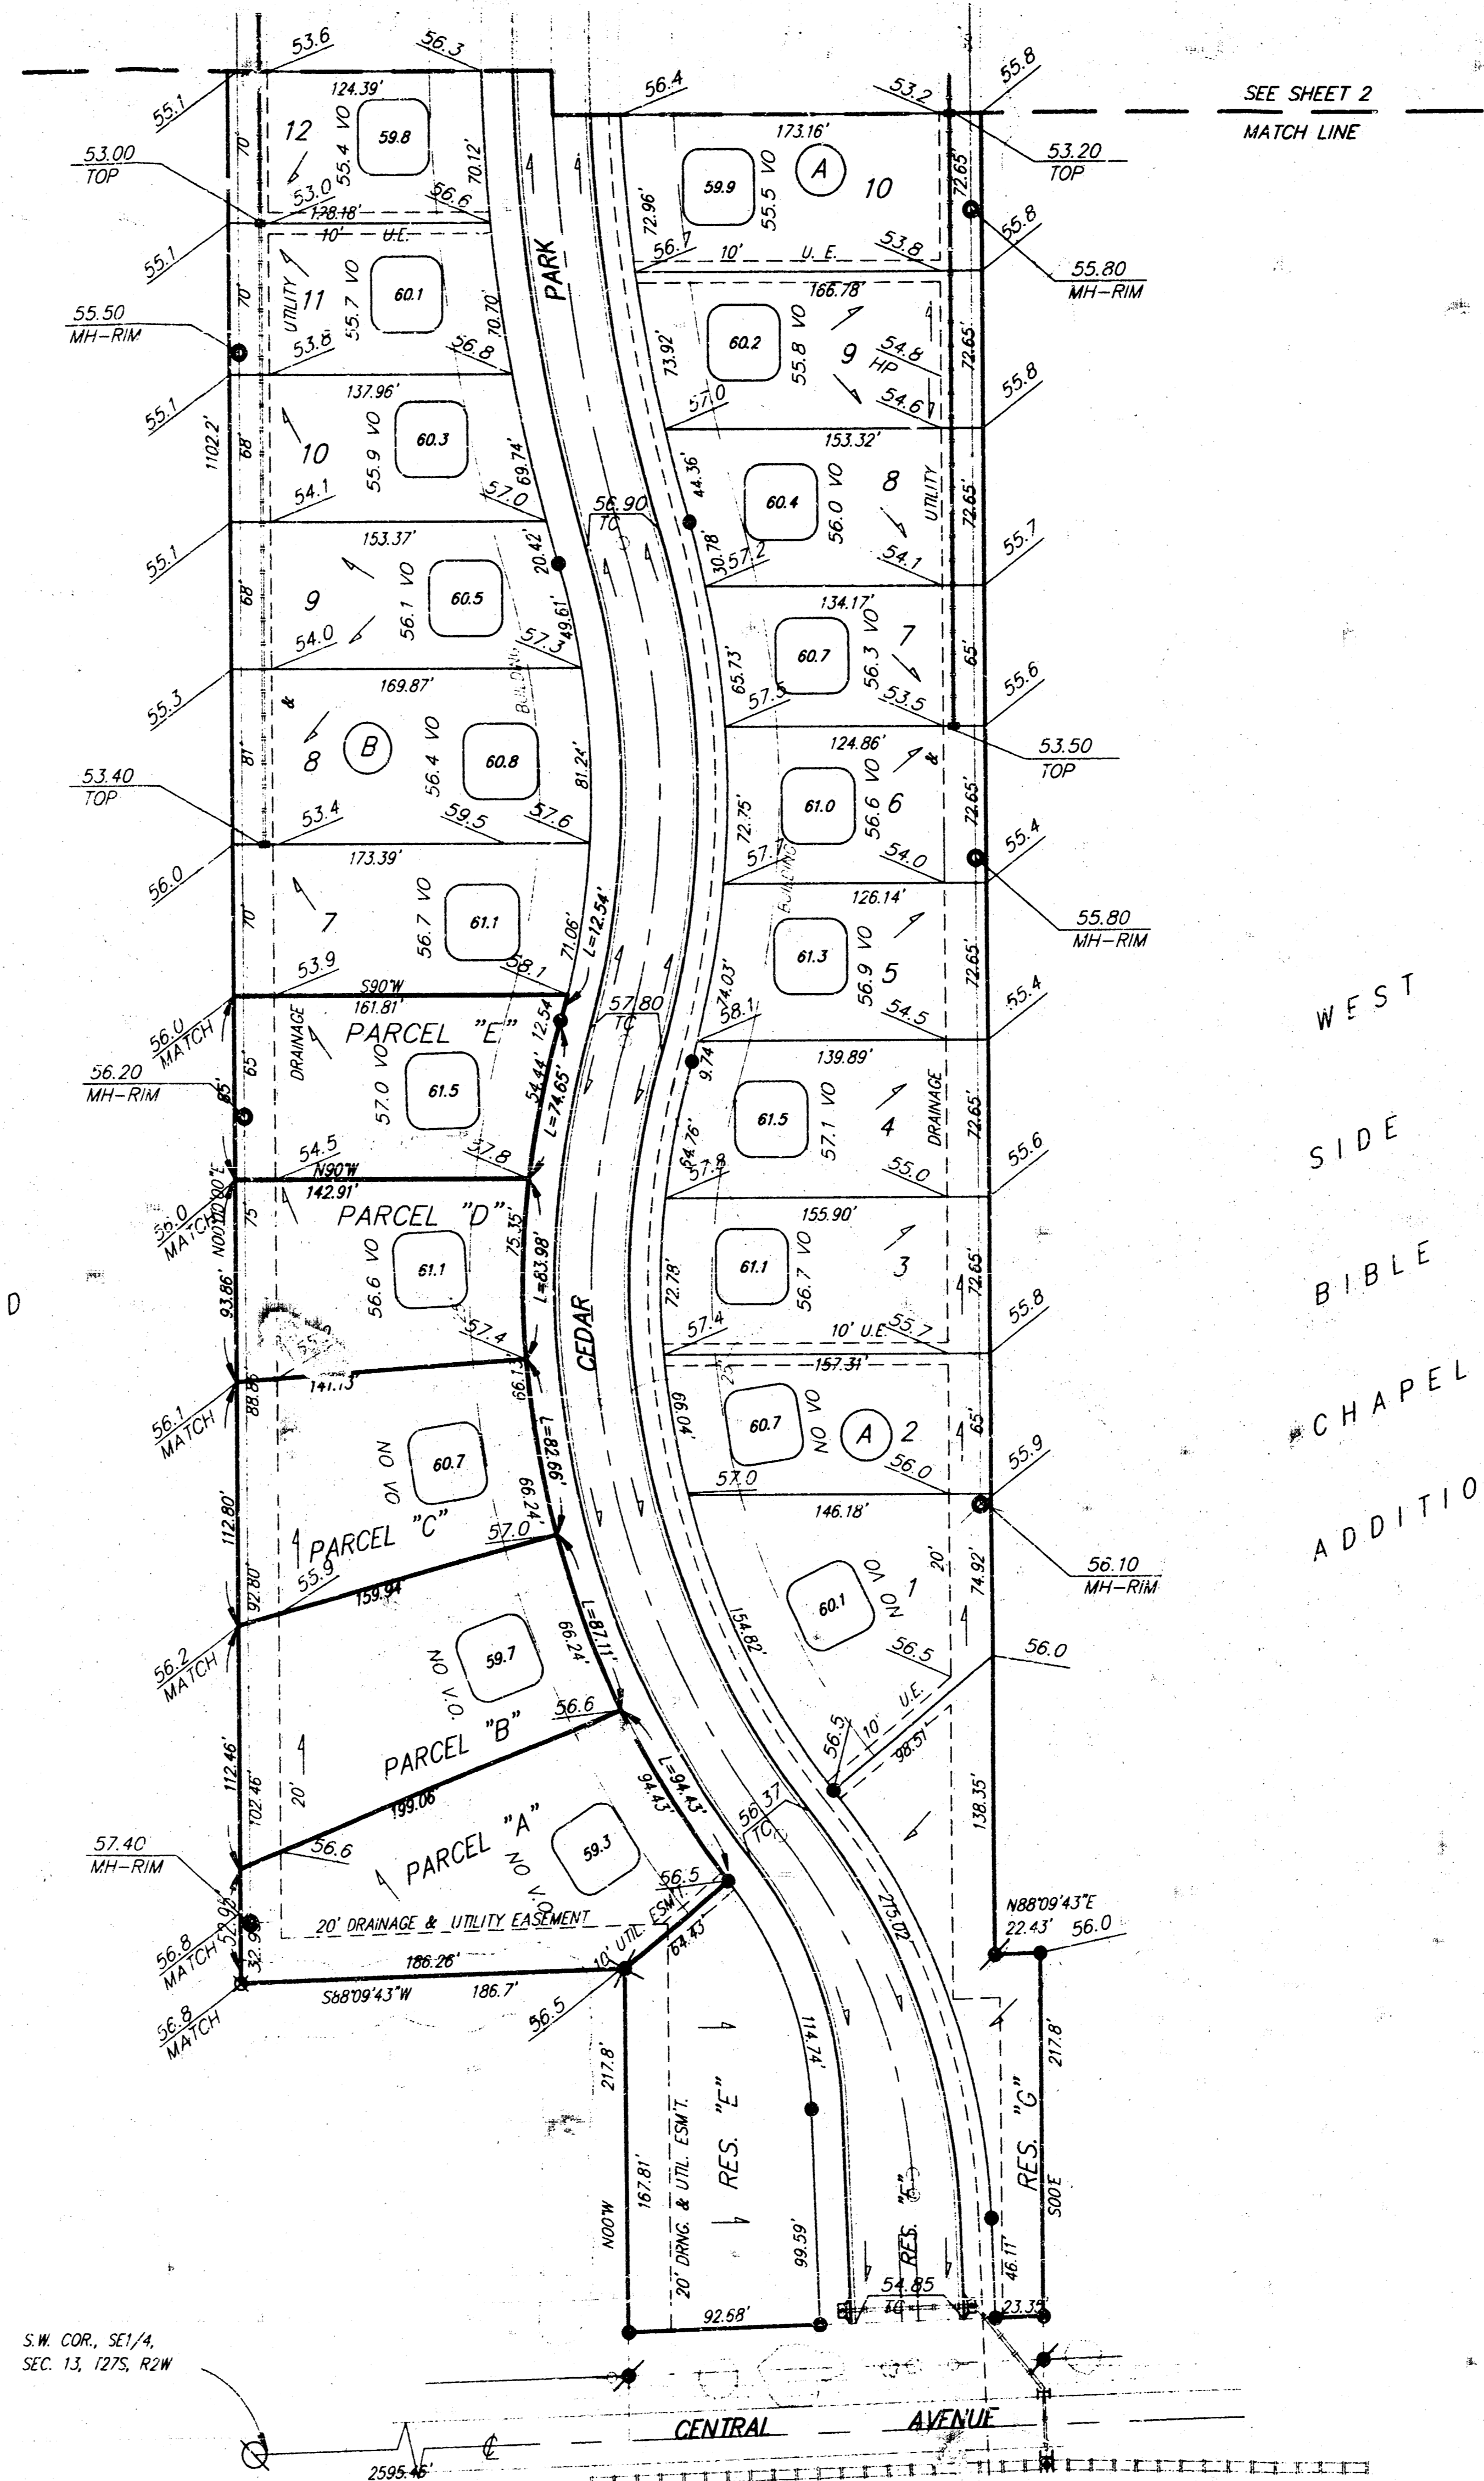 SEE SHEET 2
MATCH LINE
53.6
56.3
56.4
53.2
55.8
55.1
124.39'
173.16'
12
55.4 VO
59.8
70'
70.12'
53.00
TOP
53.0
56.6
128.18'
10' U.E.
59.9
55.5 VO
A
10
72.96'
72.65'
53.20
TOP
56.7
10' U. E.
53.8
55.8
55.80
MH-RIM
PARK
55.1
70'
UTILITY
11
55.7 VO
60.1
70.70'
55.50
MH-RIM
53.8
56.8
166.78'
73.92'
60.2
55.8 VO
9
54.8
HP
72.65'
57.0
54.6
55.8
55.1
137.96'
1102.2'
68'
10
55.9 VO
60.3
69.74'
54.1
57.0
153.32'
44.36'
60.4
56.0 VO
8
UTILITY
72.65'
56.90
TC
30.78'
57.2
54.1
55.7
55.1
153.37'
20.42'
68'
9
56.1 VO
60.5
49.61'
54.0
134.17'
65.73'
60.7
56.3 VO
7
65'
57.5
53.5
55.6
55.3
169.87'
BUILDING
&
8
B
56.4 VO
60.8
81'
81.24'
53.40
TOP
53.4
59.5
57.6
124.86'
53.50
TOP
&
72.75'
61.0
56.6 VO
6
72.65'
57.7
BUILDING
54.0
55.4
56.0
173.39'
70'
7
56.7 VO
61.1
71.06'
L=12.54'
53.9
58.1
126.14'
61.3
56.9 VO
5
74.03'
72.65'
55.80
MH-RIM
57.80
TC
58.1
54.5
55.4
S90°W
161.81'
56.0
MATCH
PARCEL "E"
DRAINAGE
12.54'
56.20
MH-RIM
65'
85'
57.0 VO
61.5
54.44'
L=74.65'
54.5
57.8
139.89'
9.74'
64.76'
61.5
57.1 VO
4
DRAINAGE
72.65'
57.8
55.0
55.6
N90°W
142.91'
56.0
MATCH
N00°00'00"E
75'
PARCEL "D"
56.6 VO
61.1
75.35'
L=83.98'
93.86'
57.4
155.90'
72.78'
61.1
56.7 VO
3
72.65'
57.4
10' U.E.
55.7
55.8
CEDAR
D
141.13'
56.1
MATCH
88.86'
66.13'
60.7
NO VO
L=82.66'
66.24'
112.80'
PARCEL "C"
57.0
157.31'
25'
66.04'
60.7
NO VO
A
2
65'
57.0
56.0
55.9
55.9
159.94'
92.80'
56.2
MATCH
NO V.O.
59.7
L=87.11'
66.24'
56.6
PARCEL "B"
112.46'
102.46'
20'
146.18'
154.82'
60.1
NO VO
1
20'
74.92'
56.10
MH-RIM
56.5
56.0
10' U.E.
98.57'
56.5
199.06'
56.6
57.40
MH-RIM
PARCEL "A"
NO V.O.
59.3
L=94.43'
94.43'
56.37
TC
56.5
138.35'
275.02'
56.8
MATCH
52.95'
20' DRAINAGE & UTILITY EASEMENT
10' UTIL. ESM'T.
64.43'
186.26'
S88°09'43"W
186.7'
56.8
MATCH
56.5
N88°09'43"E
22.43'
56.0
217.8'
114.74'
RES. "E"
20' DRNG. & UTIL. ESM'T.
167.81'
N00°W
99.59'
92.58'
RES.
RES. "G"
217.8'
S00°E
46.11'
23.35'
54.85
TC
WEST
SIDE
BIBLE
CHAPEL
ADDITIO
S.W. COR., SE1/4,
SEC. 13, T27S, R2W
CENTRAL AVENUE
2595.46'